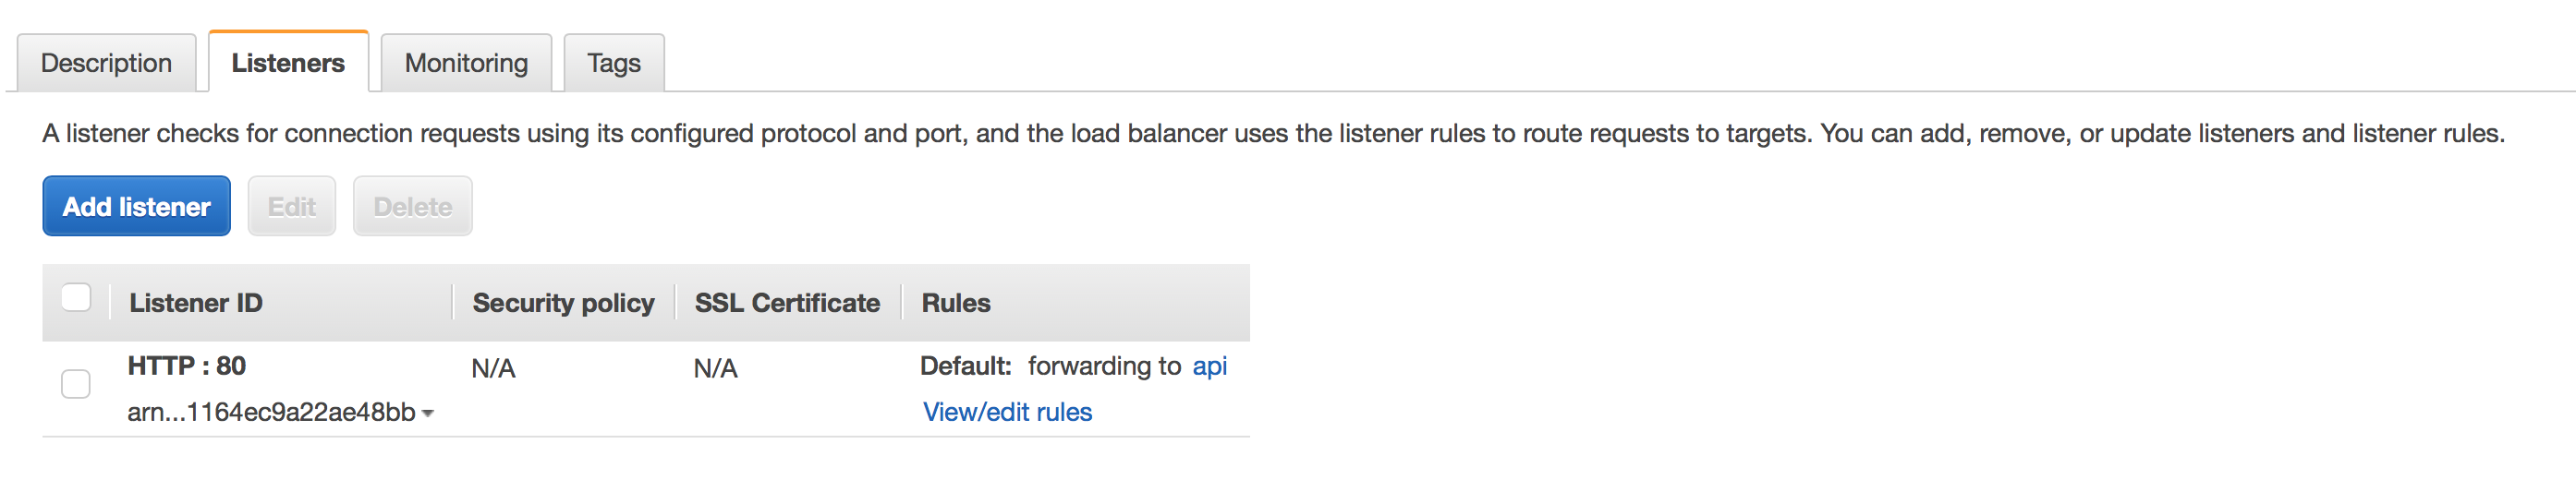 Description Listeners Monitoring Tags
A listener checks for connection requests using its configured protocol and port, and the load balancer uses the listener rules to route requests to targets. You can add, remove, or update listeners and listener rules.
Add listener Edit Delete
Listener ID Security policy SSL Certificate Rules
HTTP : 80 N/A N/A Default: forwarding to api
arn...1164ec9a22ae48bb View/edit rules